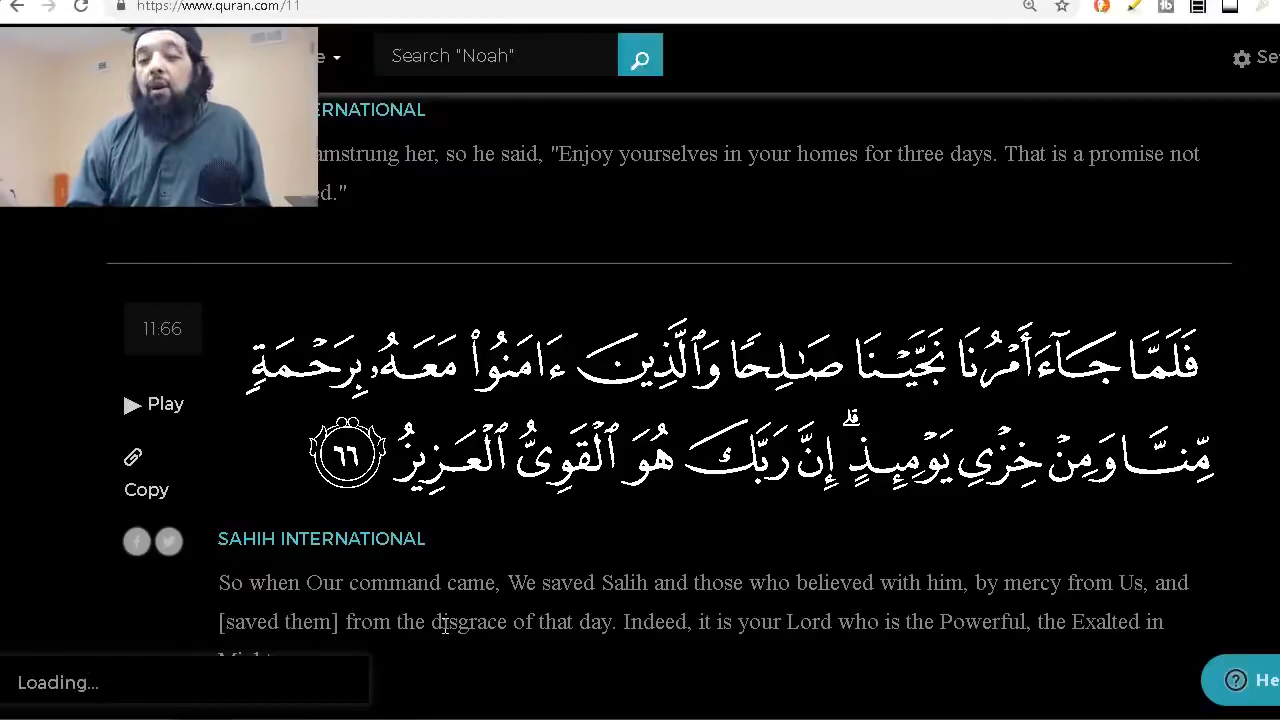 https://www.quran.com/11
Search "Noah"
ERNATIONAL
amstrung her, so he said, "Enjoy yourselves in your homes for three days. That is a promise not
11:66
فَلَمَّا جَآءَ أَمْرُنَا نَجَّيْنَا صَـٰلِحًا وَٱلَّذِينَ ءَامَنُوا۟ مَعَهُۥ بِرَحْمَةٍ
مِّنَّا وَمِنْ خِزْىِ يَوْمِئِذٍ ۗ إِنَّ رَبَّكَ هُوَ ٱلْقَوِىُّ ٱلْعَزِيزُ ٦٦
Play
Copy
SAHIH INTERNATIONAL
So when Our command came, We saved Salih and those who believed with him, by mercy from Us, and
[saved them] from the disgrace of that day. Indeed, it is your Lord who is the Powerful, the Exalted in
Loading...
He